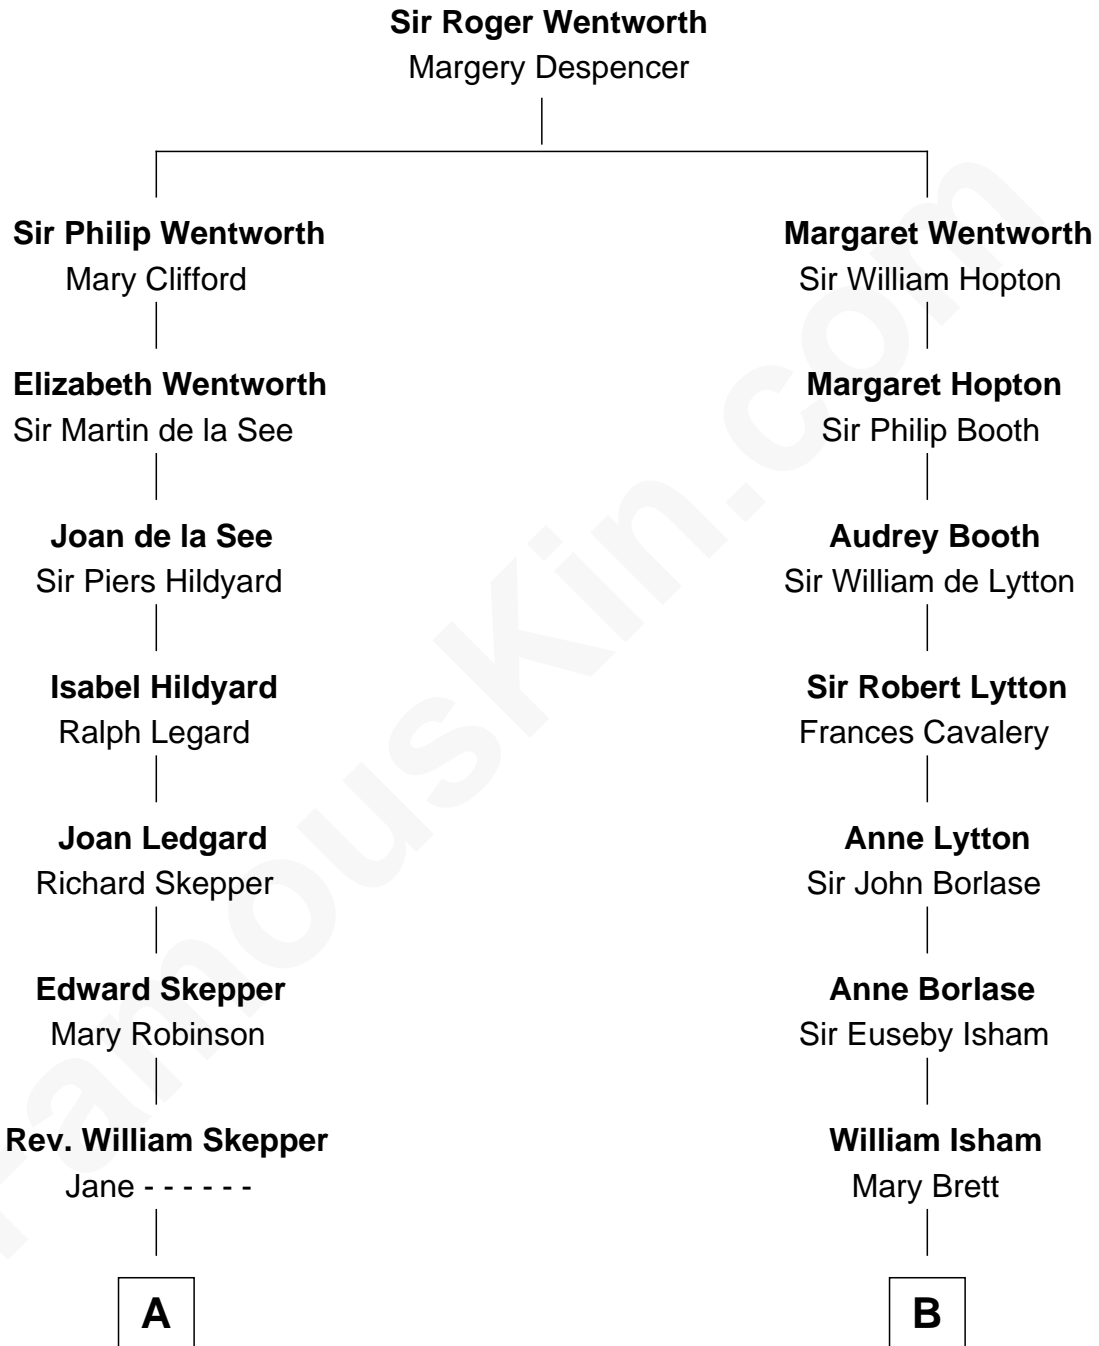 Sir Roger Wentworth
Margery Despencer
Sir Philip Wentworth
Mary Clifford
Margaret Wentworth
Sir William Hopton
Elizabeth Wentworth
Sir Martin de la See
Margaret Hopton
Sir Philip Booth
Joan de la See
Sir Piers Hildyard
Audrey Booth
Sir William de Lytton
Isabel Hildyard
Ralph Legard
Sir Robert Lytton
Frances Cavalery
Joan Ledgard
Richard Skepper
Anne Lytton
Sir John Borlase
Edward Skepper
Mary Robinson
Anne Borlase
Sir Euseby Isham
Rev. William Skepper
Jane - - - - - -
William Isham
Mary Brett
A
B
FamousKin.com